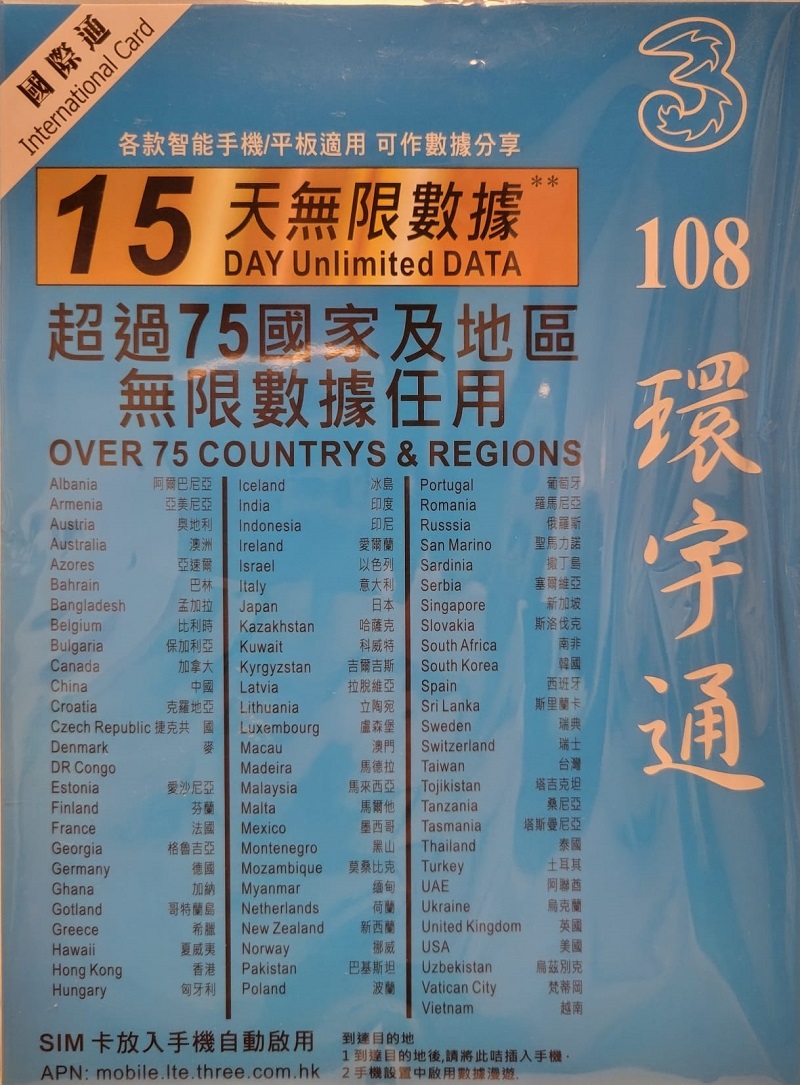 國際通
International Card
3
各款智能手機/平板適用 可作數據分享
15 天無限數據**
DAY Unlimited DATA
108
環宇通
超過75國家及地區
無限數據任用
OVER 75 COUNTRYS & REGIONS
Albania 阿爾巴尼亞
Armenia 亞美尼亞
Austria 奧地利
Australia 澳洲
Azores 亞速爾
Bahrain 巴林
Bangladesh 孟加拉
Belgium 比利時
Bulgaria 保加利亞
Canada 加拿大
China 中國
Croatia 克羅地亞
Czech Republic 捷克共 國
Denmark 麥
DR Congo
Estonia 愛沙尼亞
Finland 芬蘭
France 法國
Georgia 格魯吉亞
Germany 德國
Ghana 加納
Gotland 哥特蘭島
Greece 希臘
Hawaii 夏威夷
Hong Kong 香港
Hungary 匈牙利
Iceland 冰島
India 印度
Indonesia 印尼
Ireland 愛爾蘭
Israel 以色列
Italy 意大利
Japan 日本
Kazakhstan 哈薩克
Kuwait 科威特
Kyrgyzstan 吉爾吉斯
Latvia 拉脫維亞
Lithuania 立陶宛
Luxembourg 盧森堡
Macau 澳門
Madeira 馬德拉
Malaysia 馬來西亞
Malta 馬爾他
Mexico 墨西哥
Montenegro 黑山
Mozambique 莫桑比克
Myanmar 緬甸
Netherlands 荷蘭
New Zealand 新西蘭
Norway 挪威
Pakistan 巴基斯坦
Poland 波蘭
Portugal 葡萄牙
Romania 羅馬尼亞
Russsia 俄羅斯
San Marino 聖馬力諾
Sardinia 撒丁島
Serbia 塞爾維亞
Singapore 新加坡
Slovakia 斯洛伐克
South Africa 南非
South Korea 韓國
Spain 西班牙
Sri Lanka 斯里蘭卡
Sweden 瑞典
Switzerland 瑞士
Taiwan 台灣
Tojikistan 塔吉克坦
Tanzania 桑尼亞
Tasmania 塔斯曼尼亞
Thailand 泰國
Turkey 土耳其
UAE 阿聯酋
Ukraine 烏克蘭
United Kingdom 英國
USA 美國
Uzbekistan 烏茲別克
Vatican City 梵蒂岡
Vietnam 越南
SIM 卡放入手機自動啟用
APN: mobile.lte.three.com.hk
到達目的地
1 到達目的地後,請將此咭插入手機.
2 手機設置中啟用數據漫遊.